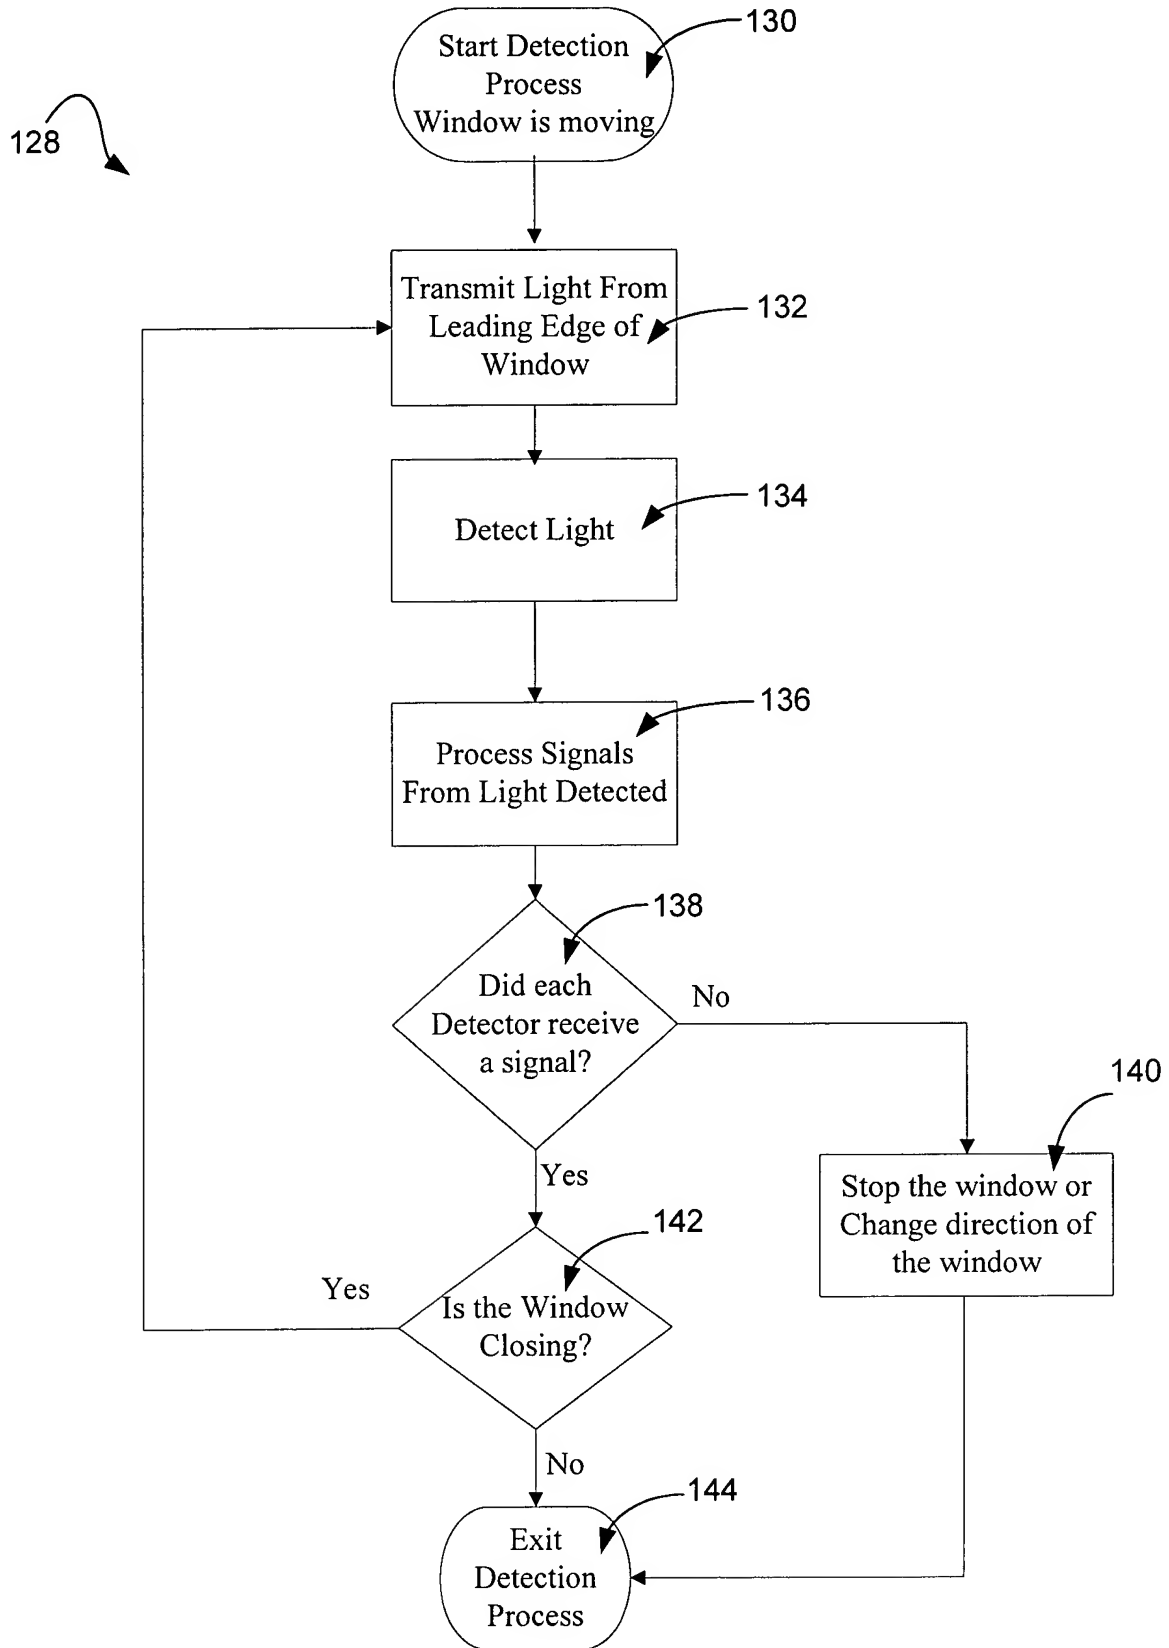 130
Start Detection
Process
Window is moving
128
Transmit Light From
Leading Edge of
Window
132
134
Detect Light
136
Process Signals
From Light Detected
138
Did each
Detector receive
a signal?
No
140
Stop the window or
Change direction of
the window
Yes
142
Is the Window
Closing?
Yes
No
144
Exit
Detection
Process